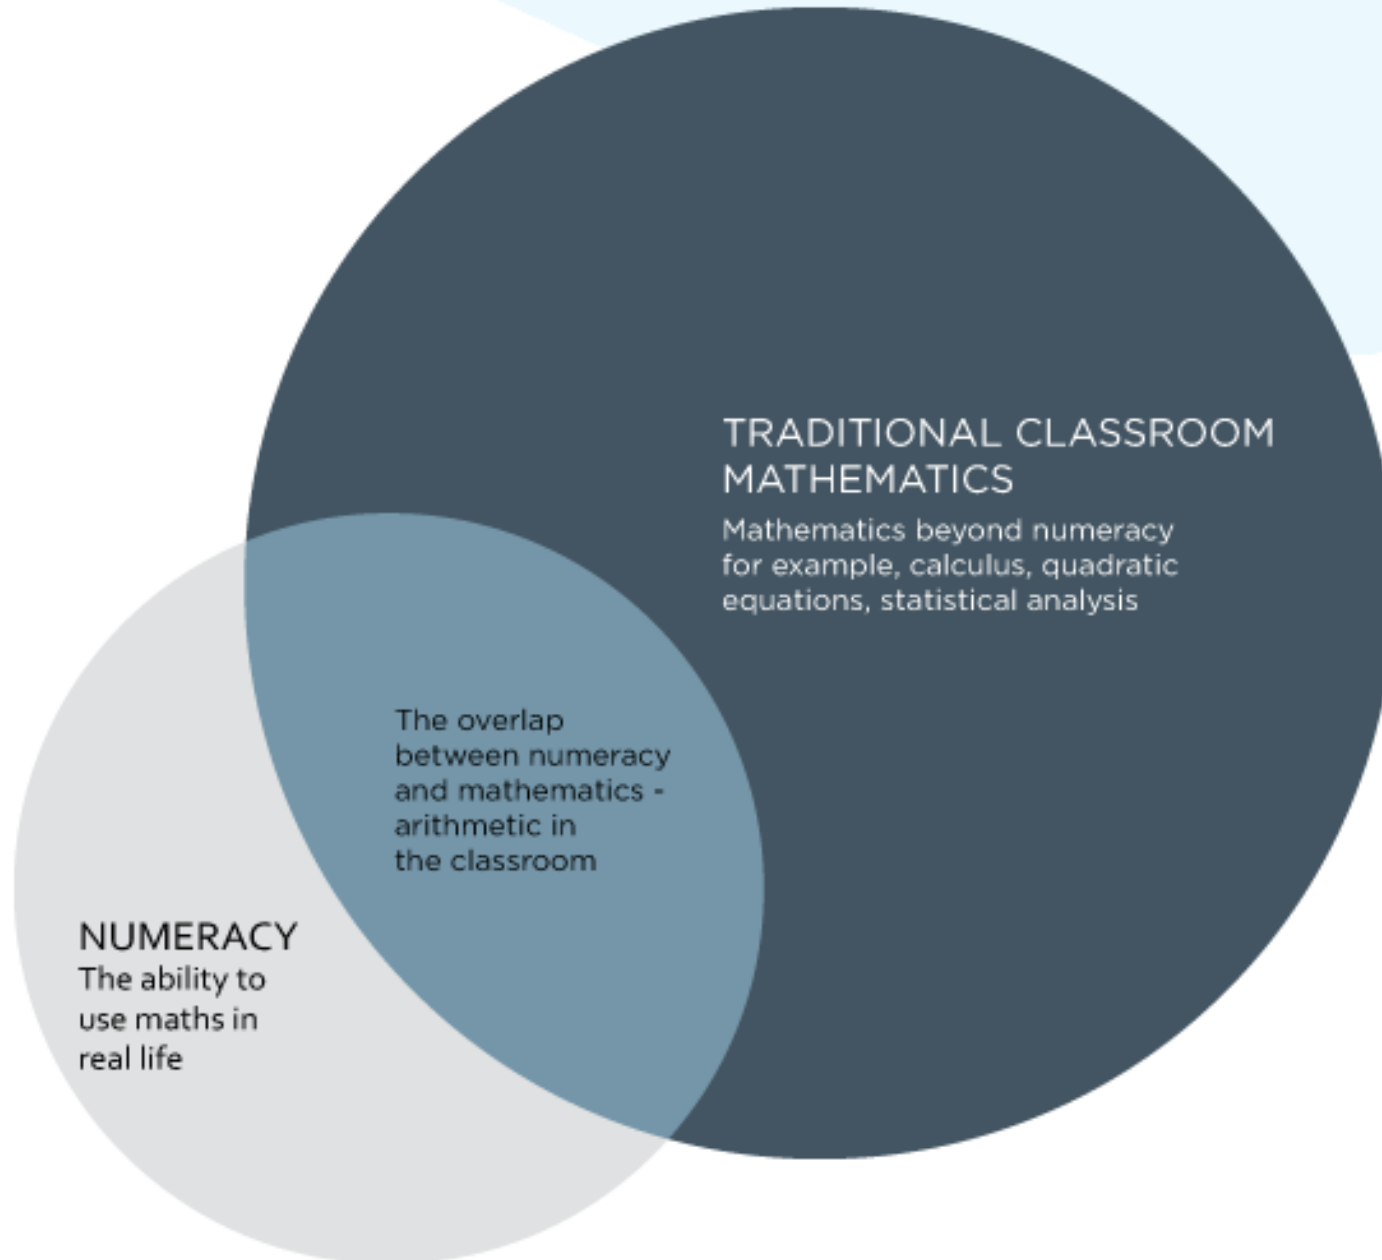 TRADITIONAL CLASSROOM
MATHEMATICS
Mathematics beyond numeracy
for example, calculus, quadratic
equations, statistical analysis
The overlap
between numeracy
and mathematics -
arithmetic in
the classroom
NUMERACY
The ability to
use maths in
real life